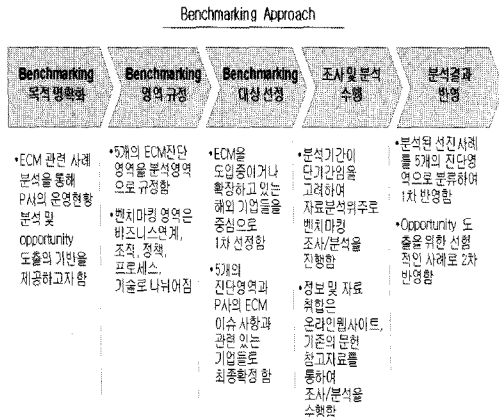 Benchmarking Approach
Benchmarking
목적 명확화
Benchmarking
영역 규정
Benchmarking
대상 선정
조사 및 분석
수행
분석결과
반영
•ECM 관련 사례
분석을 통해
P사의 운영현황
분석 및
opportunity
도출의 기반을
제공하고자 함
•5개의 ECM진단
영역을 분석영역
으로 규정함
•벤치마킹 영역은
비즈니스연계,
조직, 정책,
프로세스,
기술로 나뉘어짐
•ECM을
도입중이거나
확장하고 있는
해외 기업들을
중심으로
1차 선정함
•5개의
진단영역과
P사의 ECM
이슈 사항과
관련 있는
기업들로
최종확정 함
•분석기간이
단기간임을
고려하여
자료분석위주로
벤치마킹
조사/분석을
진행함
•정보 및 자료
취합은
온라인웹사이트,
기존의 문헌
참고자료를
통하여
조사/분석을
수행함
•분석된 선진사례
를 5개의 진단영
역으로 분류하여
1차 반영함
•Opportunity 도
출을 위한 선험
적인 사례로 2차
반영함